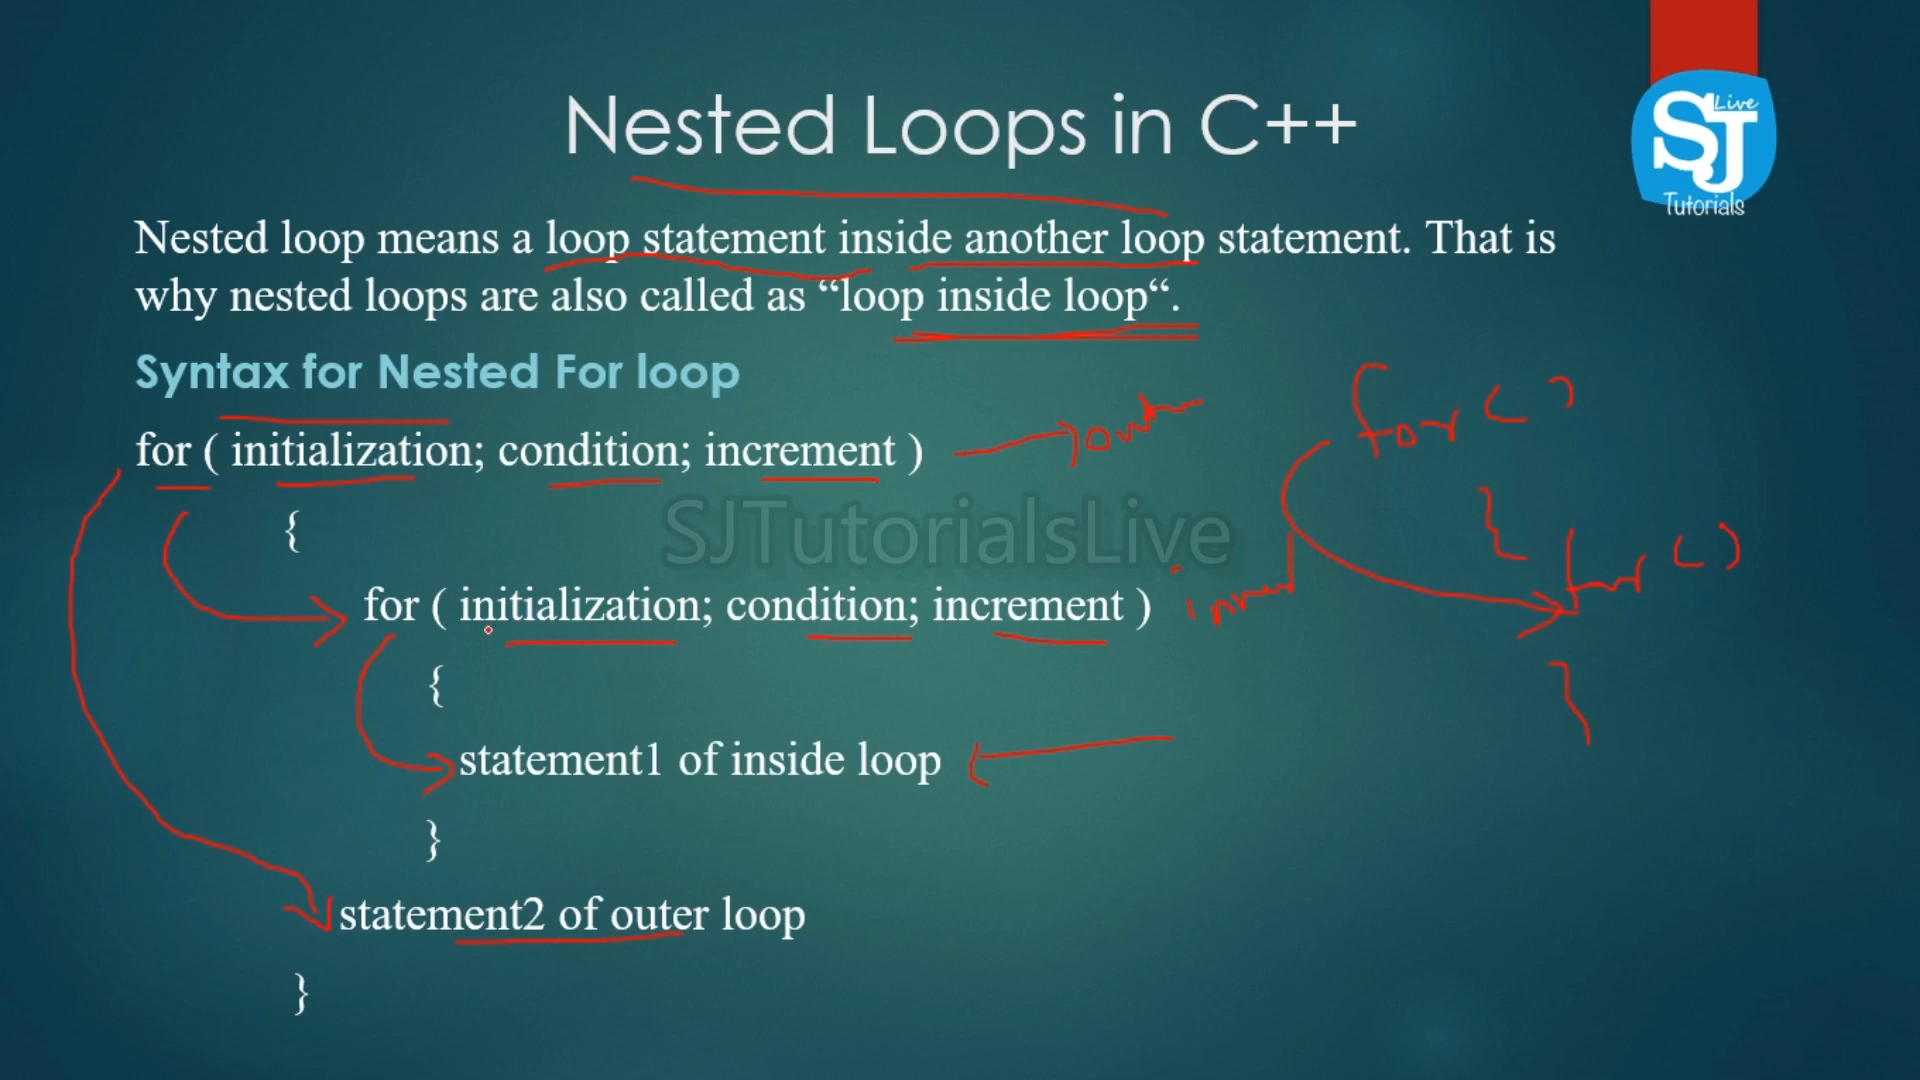 Nested Loops in C++
SJ Live Tutorials
Nested loop means a loop statement inside another loop statement. That is
why nested loops are also called as “loop inside loop“.
Syntax for Nested For loop
for ( initialization; condition; increment )
outer
for ( )
{
SJTutorialsLive
{ for ( )
for ( initialization; condition; increment )
inner
{
statement1 of inside loop
}
}
statement2 of outer loop
}